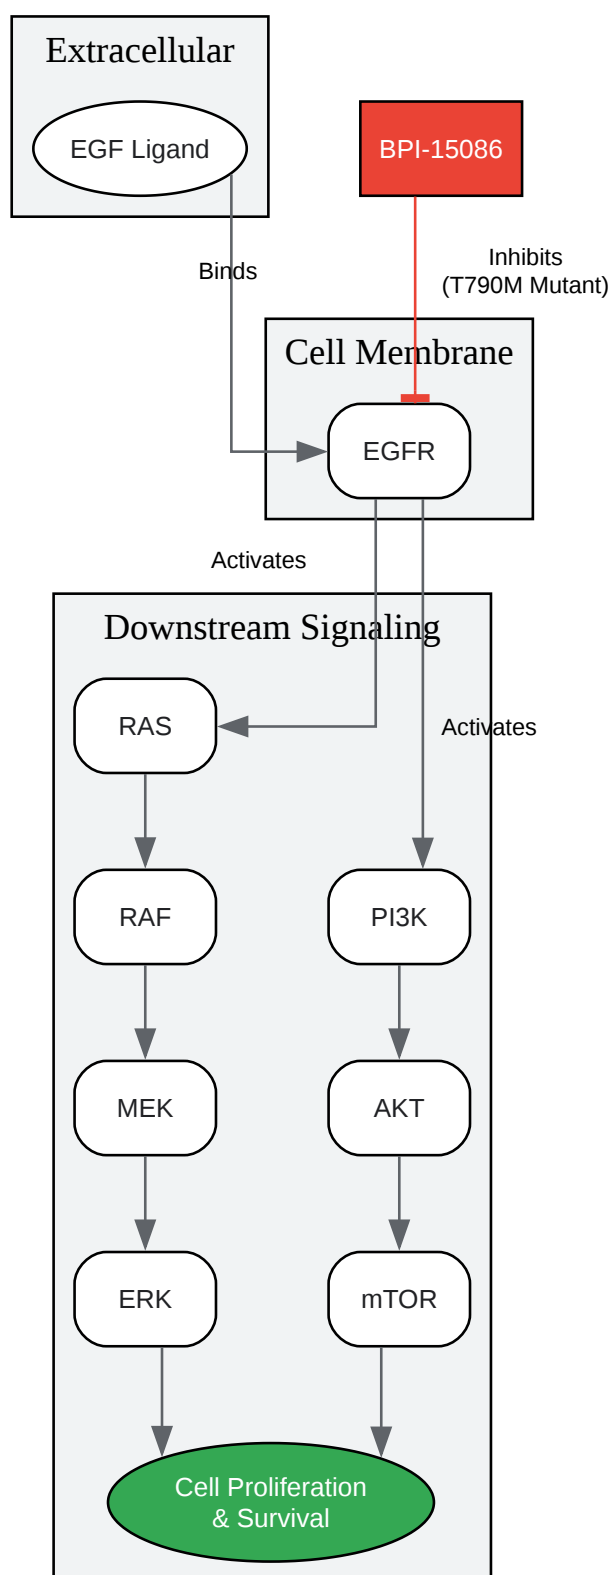 Extracellular
EGF Ligand
BPI-15086
Binds
Inhibits
(T790M Mutant)
Cell Membrane
EGFR
Activates
Downstream Signaling
RAS
Activates
RAF
PI3K
MEK
AKT
ERK
mTOR
Cell Proliferation
& Survival